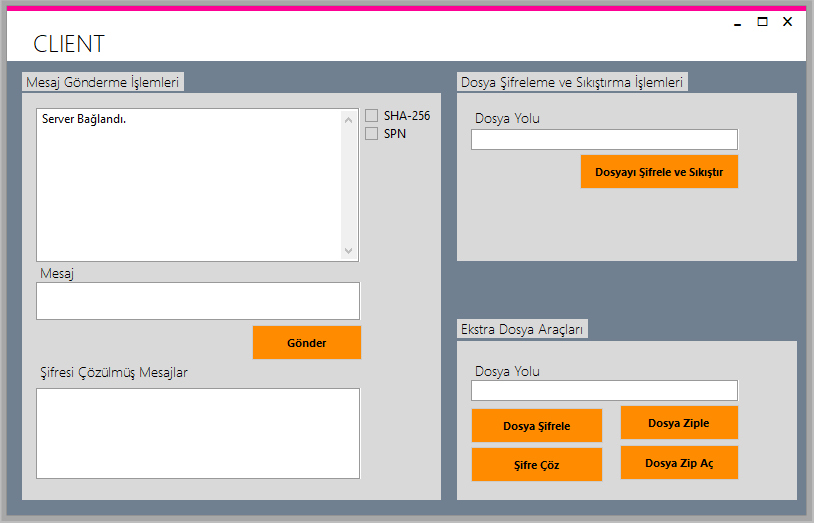 CLIENT
Mesaj Gönderme İşlemleri
Server Bağlandı.
SHA-256
SPN
Mesaj
Gönder
Şifresi Çözülmüş Mesajlar
Dosya Şifreleme ve Sıkıştırma İşlemleri
Dosya Yolu
Dosyayı Şifrele ve Sıkıştır
Ekstra Dosya Araçları
Dosya Yolu
Dosya Şifrele
Dosya Ziple
Şifre Çöz
Dosya Zip Aç